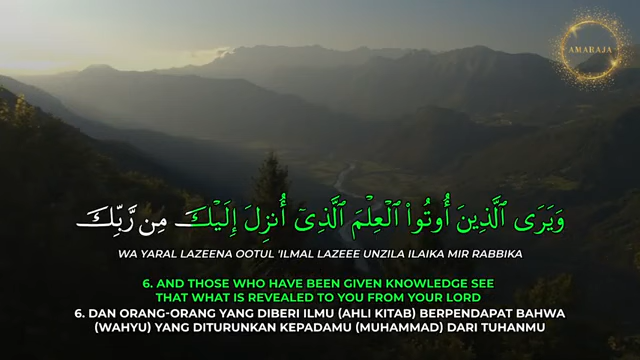 AMARAJA
وَيَرَى ٱلَّذِينَ أُوتُوا۟ ٱلْعِلْمَ ٱلَّذِىٓ أُنزِلَ إِلَيْكَ مِن رَّبِّكَ
WA YARAL LAZEENA OOTUL 'ILMAL LAZEEE UNZILA ILAIKA MIR RABBIKA
6. AND THOSE WHO HAVE BEEN GIVEN KNOWLEDGE SEE
THAT WHAT IS REVEALED TO YOU FROM YOUR LORD
6. DAN ORANG-ORANG YANG DIBERI ILMU (AHLI KITAB) BERPENDAPAT BAHWA
(WAHYU) YANG DITURUNKAN KEPADAMU (MUHAMMAD) DARI TUHANMU